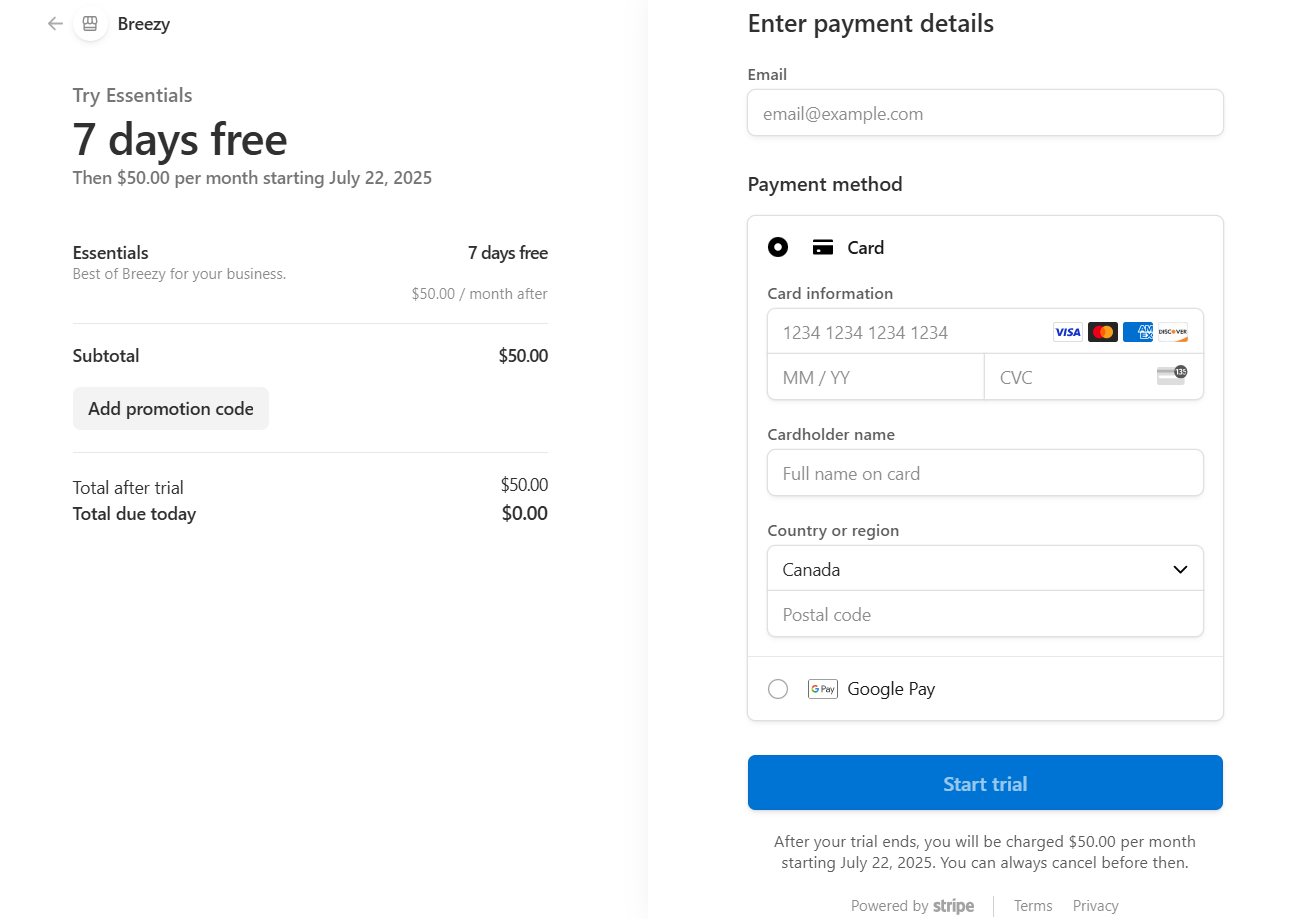 Breezy
Try Essentials
7 days free
Then $50.00 per month starting July 22, 2025
Essentials 7 days free
Best of Breezy for your business.
$50.00 / month after
Subtotal $50.00
Add promotion code
Total after trial $50.00
Total due today $0.00
Enter payment details
Email
email@example.com
Payment method
Card
Card information
1234 1234 1234 1234 VISA AMEX DISCOVER
MM / YY CVC 135
Cardholder name
Full name on card
Country or region
Canada
Postal code
G Pay Google Pay
Start trial
After your trial ends, you will be charged $50.00 per month
starting July 22, 2025. You can always cancel before then.
Powered by stripe Terms Privacy